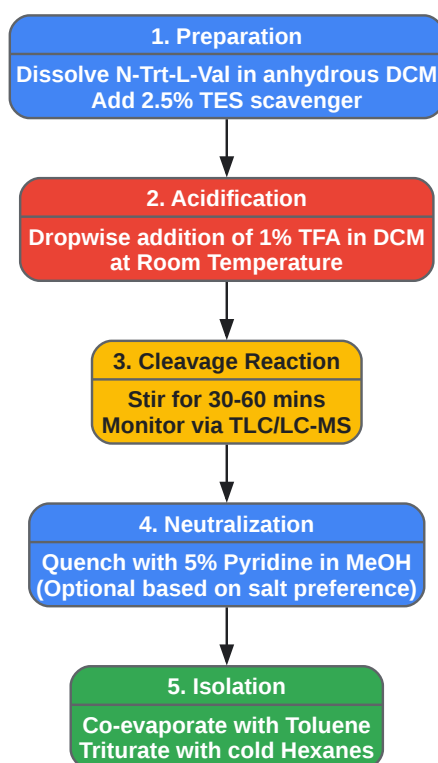 1. Preparation
Dissolve N-Trt-L-Val in anhydrous DCM
Add 2.5% TES scavenger
2. Acidification
Dropwise addition of 1% TFA in DCM
at Room Temperature
3. Cleavage Reaction
Stir for 30-60 mins
Monitor via TLC/LC-MS
4. Neutralization
Quench with 5% Pyridine in MeOH
(Optional based on salt preference)
5. Isolation
Co-evaporate with Toluene
Triturate with cold Hexanes